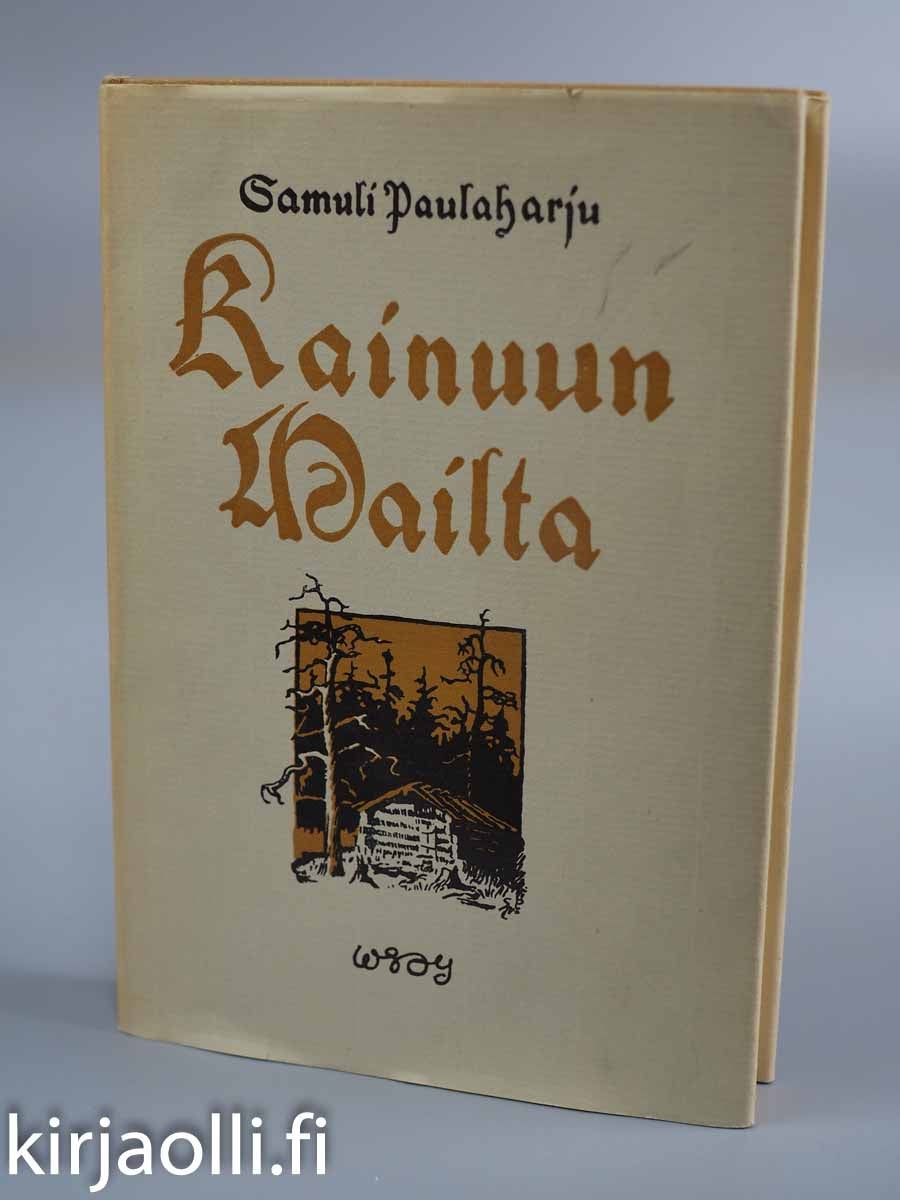 Samuli Paulaharju
Kainuun
Mailta
WSOY
kirjaolli.fi